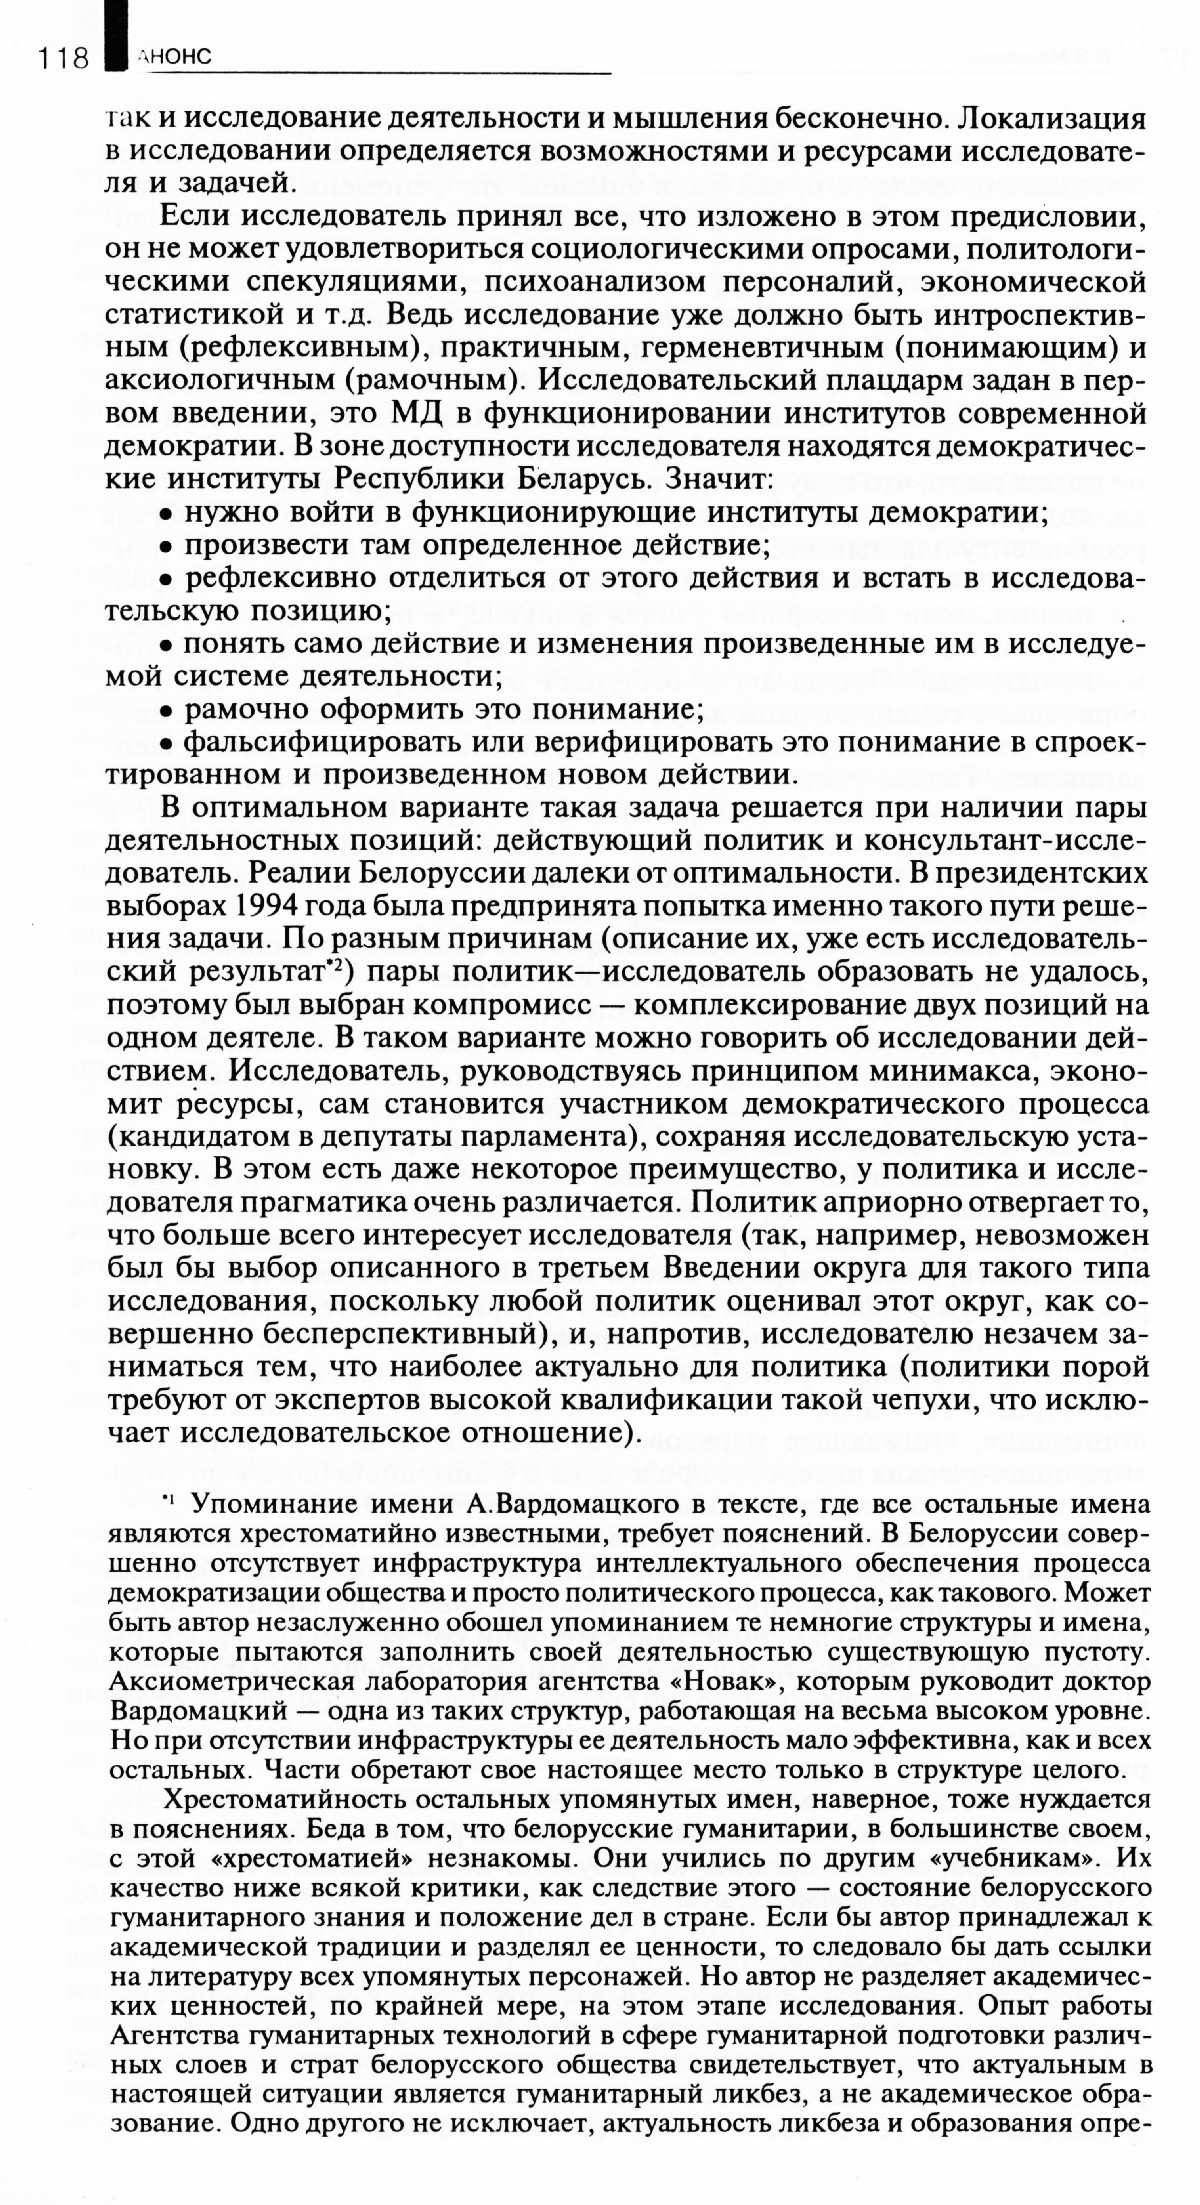 118 АНОНС
так и исследование деятельности и мышления бесконечно. Локализация
в исследовании определяется возможностями и ресурсами исследовате-
ля и задачей.
Если исследователь принял все, что изложено в этом предисловии,
он не может удовлетвориться социологическими опросами, политологи-
ческими спекуляциями, психоанализом персоналий, экономической
статистикой и т.д. Ведь исследование уже должно быть интроспектив-
ным (рефлексивным), практичным, герменевтичным (понимающим) и
аксиологичным (рамочным). Исследовательский плацдарм задан в пер-
вом введении, это МД в функционировании институтов современной
демократии. В зоне доступности исследователя находятся демократичес-
кие институты Республики Беларусь. Значит:
• нужно войти в функционирующие институты демократии;
• произвести там определенное действие;
• рефлексивно отделиться от этого действия и встать в исследова-
тельскую позицию;
• понять само действие и изменения произведенные им в исследуе-
мой системе деятельности;
• рамочно оформить это понимание;
• фальсифицировать или верифицировать это понимание в спроек-
тированном и произведенном новом действии.
В оптимальном варианте такая задача решается при наличии пары
деятельностных позиций: действующий политик и консультант-иссле-
дователь. Реалии Белоруссии далеки от оптимальности. В президентских
выборах 1994 года была предпринята попытка именно такого пути реше-
ния задачи. По разным причинам (описание их, уже есть исследователь-
ский результат*²) пары политик—исследователь образовать не удалось,
поэтому был выбран компромисс — комплексирование двух позиций на
одном деятеле. В таком варианте можно говорить об исследовании дей-
ствием. Исследователь, руководствуясь принципом минимакса, эконо-
мит ресурсы, сам становится участником демократического процесса
(кандидатом в депутаты парламента), сохраняя исследовательскую уста-
новку. В этом есть даже некоторое преимущество, у политика и иссле-
дователя прагматика очень различается. Политик априорно отвергает то,
что больше всего интересует исследователя (так, например, невозможен
был бы выбор описанного в третьем Введении округа для такого типа
исследования, поскольку любой политик оценивал этот округ, как со-
вершенно бесперспективный), и, напротив, исследователю незачем за-
ниматься тем, что наиболее актуально для политика (политики порой
требуют от экспертов высокой квалификации такой чепухи, что исклю-
чает исследовательское отношение).
*¹ Упоминание имени А.Вардомацкого в тексте, где все остальные имена
являются хрестоматийно известными, требует пояснений. В Белоруссии совер-
шенно отсутствует инфраструктура интеллектуального обеспечения процесса
демократизации общества и просто политического процесса, как такового. Может
быть автор незаслуженно обошел упоминанием те немногие структуры и имена,
которые пытаются заполнить своей деятельностью существующую пустоту.
Аксиометрическая лаборатория агентства «Новак», которым руководит доктор
Вардомацкий — одна из таких структур, работающая на весьма высоком уровне.
Но при отсутствии инфраструктуры ее деятельность мало эффективна, как и всех
остальных. Части обретают свое настоящее место только в структуре целого.
Хрестоматийность остальных упомянутых имен, наверное, тоже нуждается
в пояснениях. Беда в том, что белорусские гуманитарии, в большинстве своем,
с этой «хрестоматией» незнакомы. Они учились по другим «учебникам». Их
качество ниже всякой критики, как следствие этого — состояние белорусского
гуманитарного знания и положение дел в стране. Если бы автор принадлежал к
академической традиции и разделял ее ценности, то следовало бы дать ссылки
на литературу всех упомянутых персонажей. Но автор не разделяет академичес-
ких ценностей, по крайней мере, на этом этапе исследования. Опыт работы
Агентства гуманитарных технологий в сфере гуманитарной подготовки различ-
ных слоев и страт белорусского общества свидетельствует, что актуальным в
настоящей ситуации является гуманитарный ликбез, а не академическое обра-
зование. Одно другого не исключает, актуальность ликбеза и образования опре-